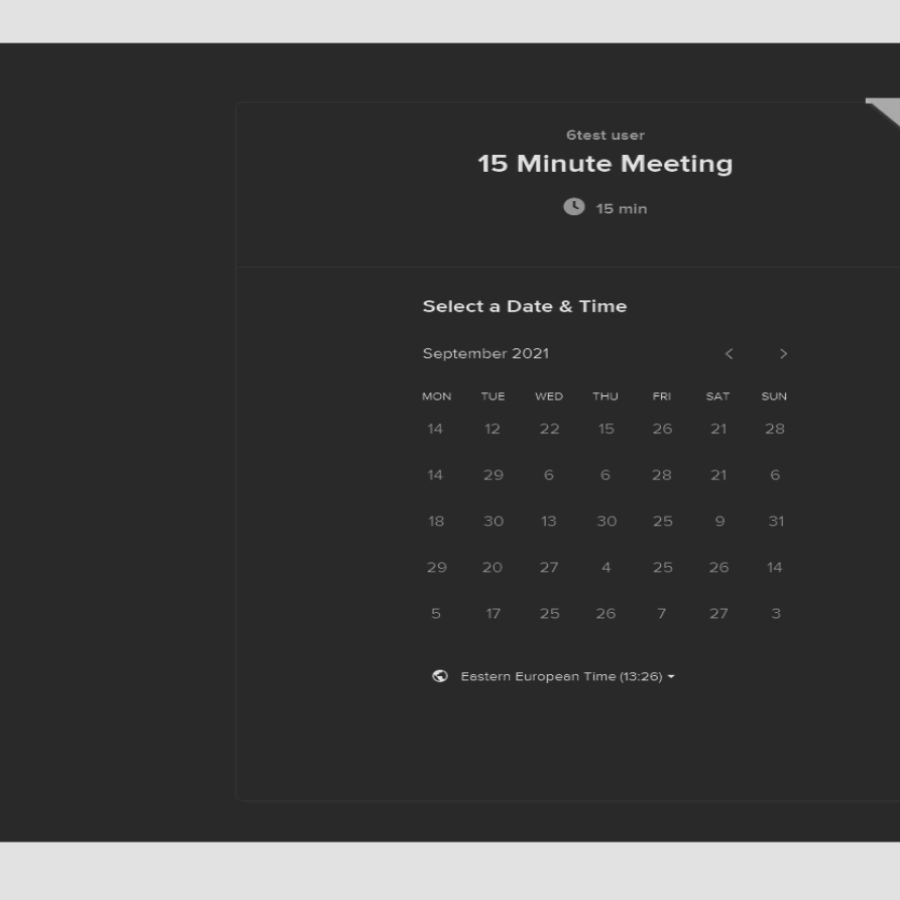 6test user
15 Minute Meeting
15 min
Select a Date & Time
September 2021
MON TUE WED THU FRI SAT SUN
14 12 22 15 26 21 28
14 29 6 6 28 21 6
18 30 13 30 25 9 31
29 20 27 4 25 26 14
5 17 25 26 7 27 3
Eastern European Time (13:26)